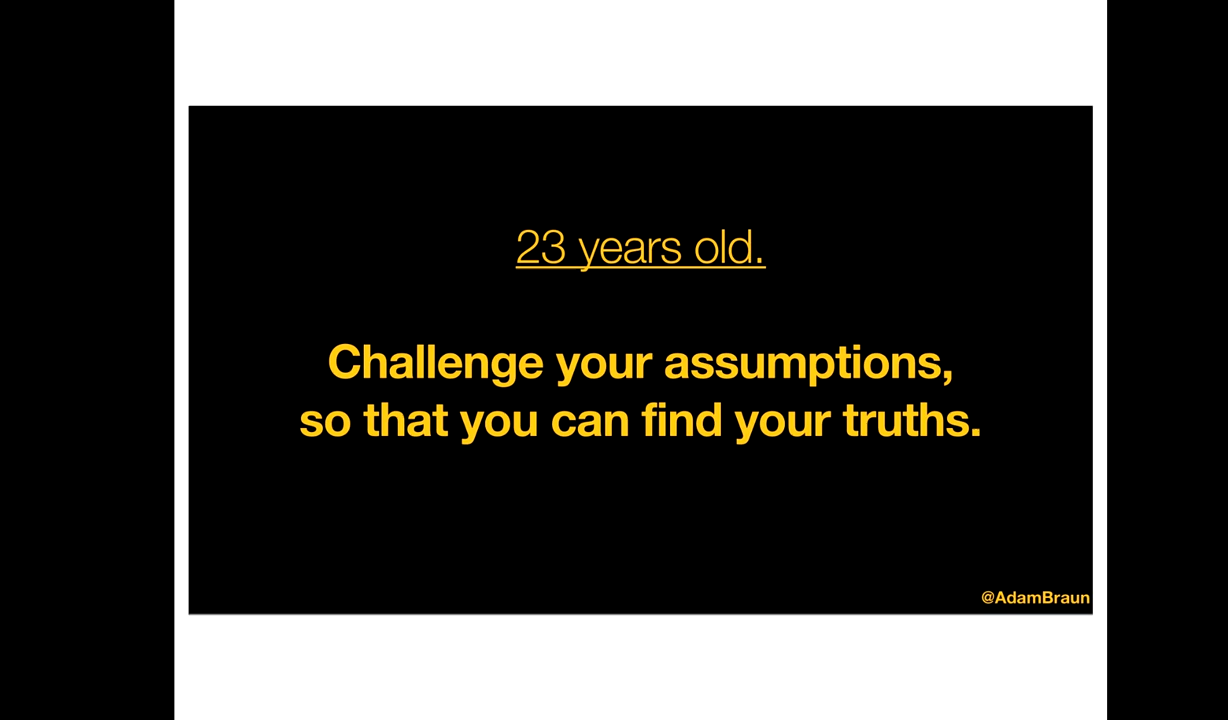 23 years old.
Challenge your assumptions,
so that you can find your truths.
@AdamBraun